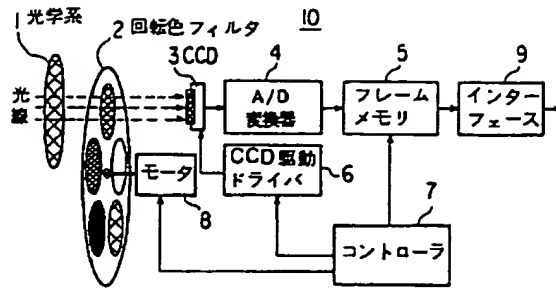 10
1 光学系
2 回転色フィルタ
3 CCD
4
5
9
光線
A/D
変換器
フレーム
メモリ
インター
フェース
モータ
8
CCD駆動
ドライバ
6
7
コントローラ